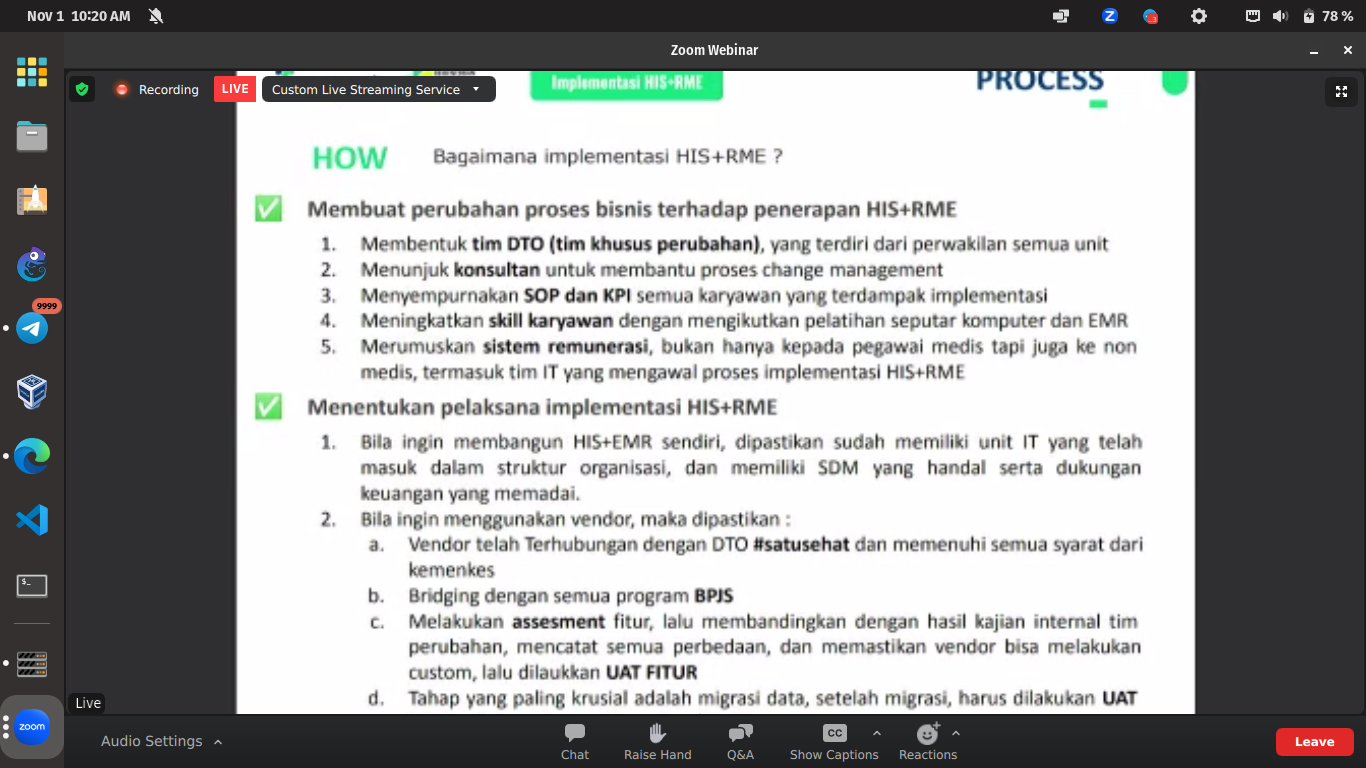 Nov 1 10:20 AM
78 %
Zoom Webinar
Recording
LIVE
Custom Live Streaming Service
Implementasi HIS+RME
PROCESS
HOW
Bagaimana implementasi HIS+RME ?
Membuat perubahan proses bisnis terhadap penerapan HIS+RME
1. Membentuk tim DTO (tim khusus perubahan), yang terdiri dari perwakilan semua unit
2. Menunjuk konsultan untuk membantu proses change management
3. Menyempurnakan SOP dan KPI semua karyawan yang terdampak implementasi
4. Meningkatkan skill karyawan dengan mengikutkan pelatihan seputar komputer dan EMR
5. Merumuskan sistem remunerasi, bukan hanya kepada pegawai medis tapi juga ke non
medis, termasuk tim IT yang mengawal proses implementasi HIS+RME
Menentukan pelaksana implementasi HIS+RME
1. Bila ingin membangun HIS+EMR sendiri, dipastikan sudah memiliki unit IT yang telah
masuk dalam struktur organisasi, dan memiliki SDM yang handal serta dukungan
keuangan yang memadai.
2. Bila ingin menggunakan vendor, maka dipastikan :
a. Vendor telah Terhubungan dengan DTO #satusehat dan memenuhi semua syarat dari
kemenkes
b. Bridging dengan semua program BPJS
c. Melakukan assesment fitur, lalu membandingkan dengan hasil kajian internal tim
perubahan, mencatat semua perbedaan, dan memastikan vendor bisa melakukan
custom, lalu dilaukkan UAT FITUR
d. Tahap yang paling krusial adalah migrasi data, setelah migrasi, harus dilakukan UAT
9999
zoom
Live
Audio Settings
Chat
Raise Hand
Q&A
CC
Show Captions
Reactions
Leave